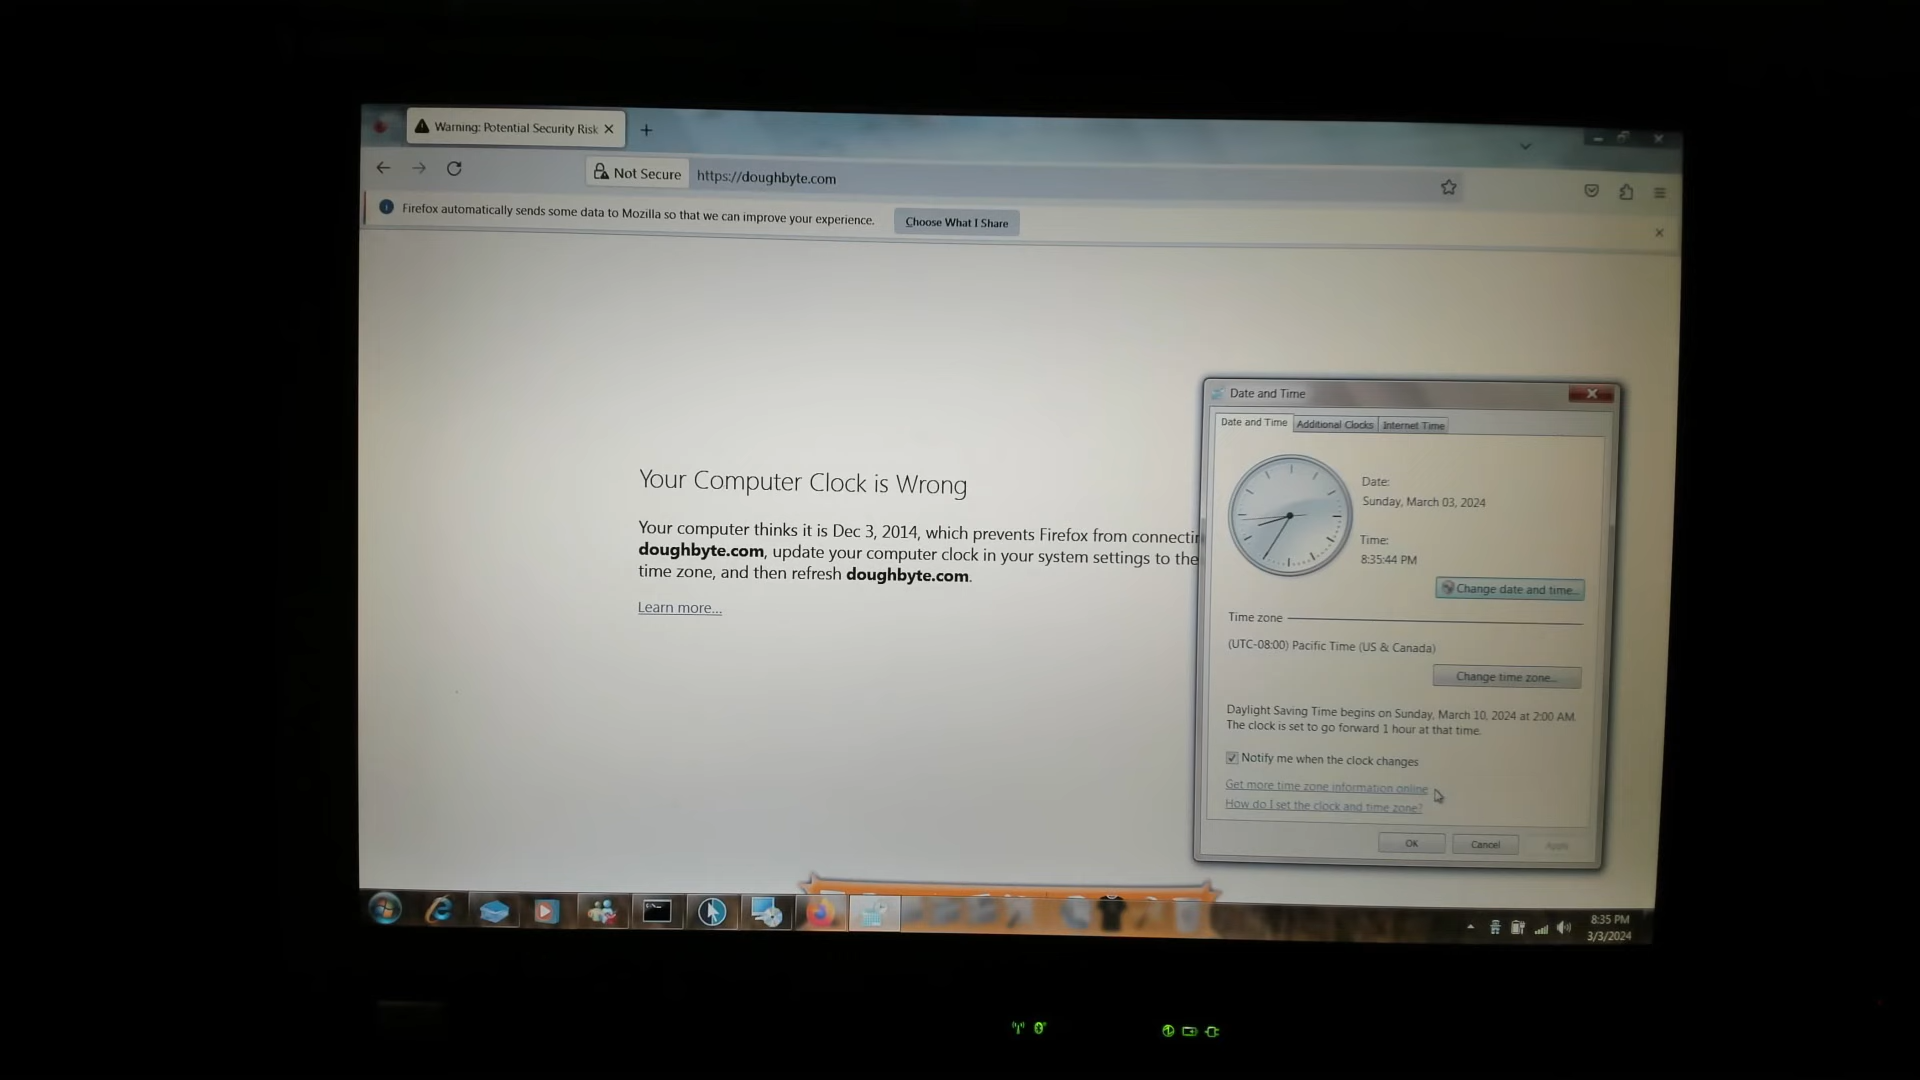 Warning: Potential Security Risk
Not Secure
https://doughbyte.com
Firefox automatically sends some data to Mozilla so that we can improve your experience.
Choose What I Share
Your Computer Clock is Wrong
Your computer thinks it is Dec 3, 2014, which prevents Firefox from connectin
doughbyte.com, update your computer clock in your system settings to the
time zone, and then refresh doughbyte.com.
Learn more...
Date and Time
Date and Time Additional Clocks Internet Time
Date:
Sunday, March 03, 2024
Time:
8:35:44 PM
Change date and time...
Time zone
(UTC-08:00) Pacific Time (US & Canada)
Change time zone...
Daylight Saving Time begins on Sunday, March 10, 2024 at 2:00 AM.
The clock is set to go forward 1 hour at that time.
Notify me when the clock changes
Get more time zone information online
How do I set the clock and time zone?
OK Cancel Apply
8:35 PM
3/3/2024